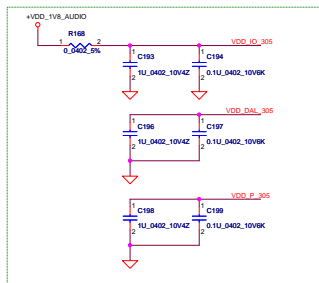 +VDD_1V8_AUDIO
R168
1 2
0_0402_5%
VDD_IO_305
1 1
C193 C194
2 2
1U_0402_10V4Z 0.1U_0402_10V6K
VDD_DAL_305
1 1
C196 C197
2 2
1U_0402_10V4Z 0.1U_0402_10V6K
VDD_P_305
1 1
C198 C199
2 2
1U_0402_10V4Z 0.1U_0402_10V6K